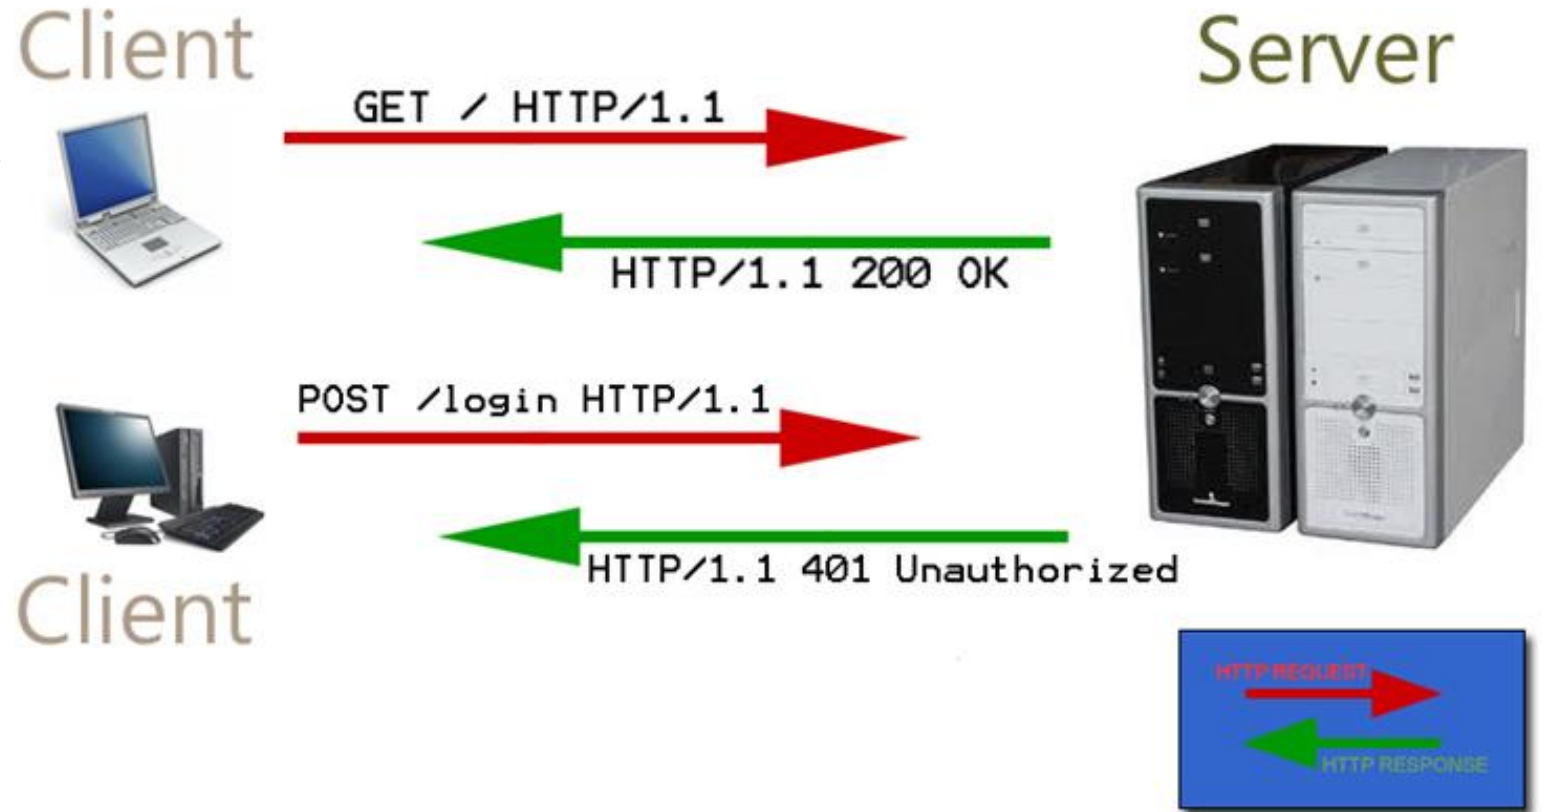 Client
Server
GET / HTTP/1.1
HTTP/1.1 200 OK
POST /login HTTP/1.1
HTTP/1.1 401 Unauthorized
Client
HTTP REQUEST
HTTP RESPONSE